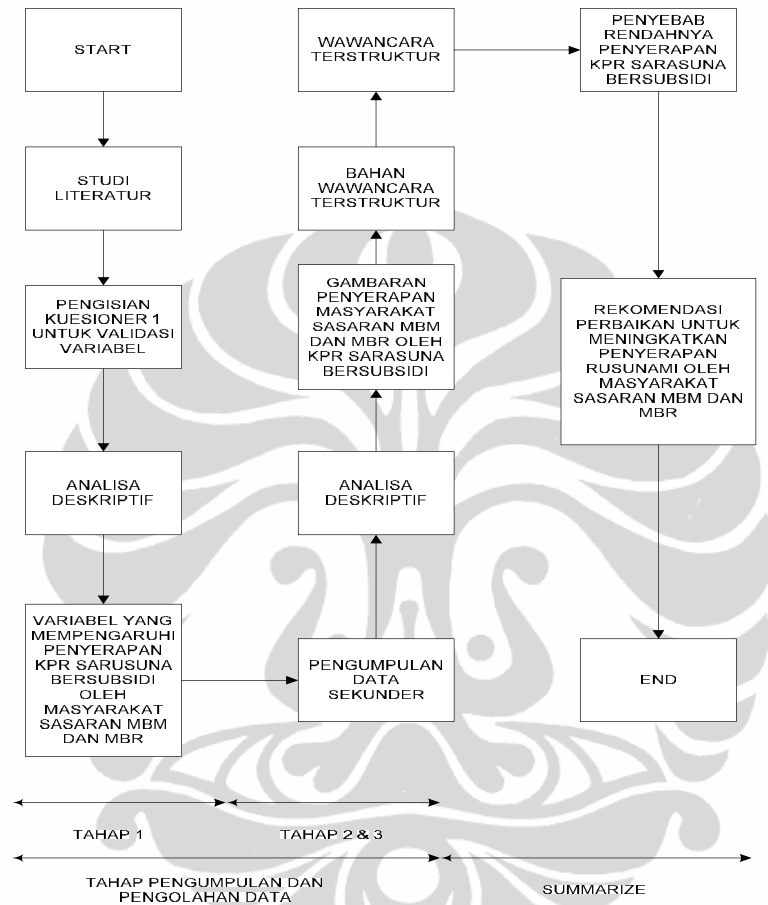 START
STUDI
LITERATUR
PENGISIAN
KUESIONER 1
UNTUK VALIDASI
VARIABEL
ANALISA
DESKRIPTIF
VARIABEL YANG
MEMPENGARUHI
PENYERAPAN
KPR SARUSUNA
BERSUBSIDI
OLEH
MASYARAKAT
SASARAN MBM
DAN MBR
PENGUMPULAN
DATA
SEKUNDER
ANALISA
DESKRIPTIF
GAMBARAN
PENYERAPAN
MASYARAKAT
SASARAN MBM
DAN MBR OLEH
KPR SARASUNA
BERSUBSIDI
BAHAN
WAWANCARA
TERSTRUKTUR
WAWANCARA
TERSTRUKTUR
PENYEBAB
RENDAHNYA
PENYERAPAN
KPR SARASUNA
BERSUBSIDI
REKOMENDASI
PERBAIKAN UNTUK
MENINGKATKAN
PENYERAPAN
RUSUNAMI OLEH
MASYARAKAT
SASARAN MBM DAN
MBR
END
TAHAP 1
TAHAP 2 & 3
TAHAP PENGUMPULAN DAN
PENGOLAHAN DATA
SUMMARIZE